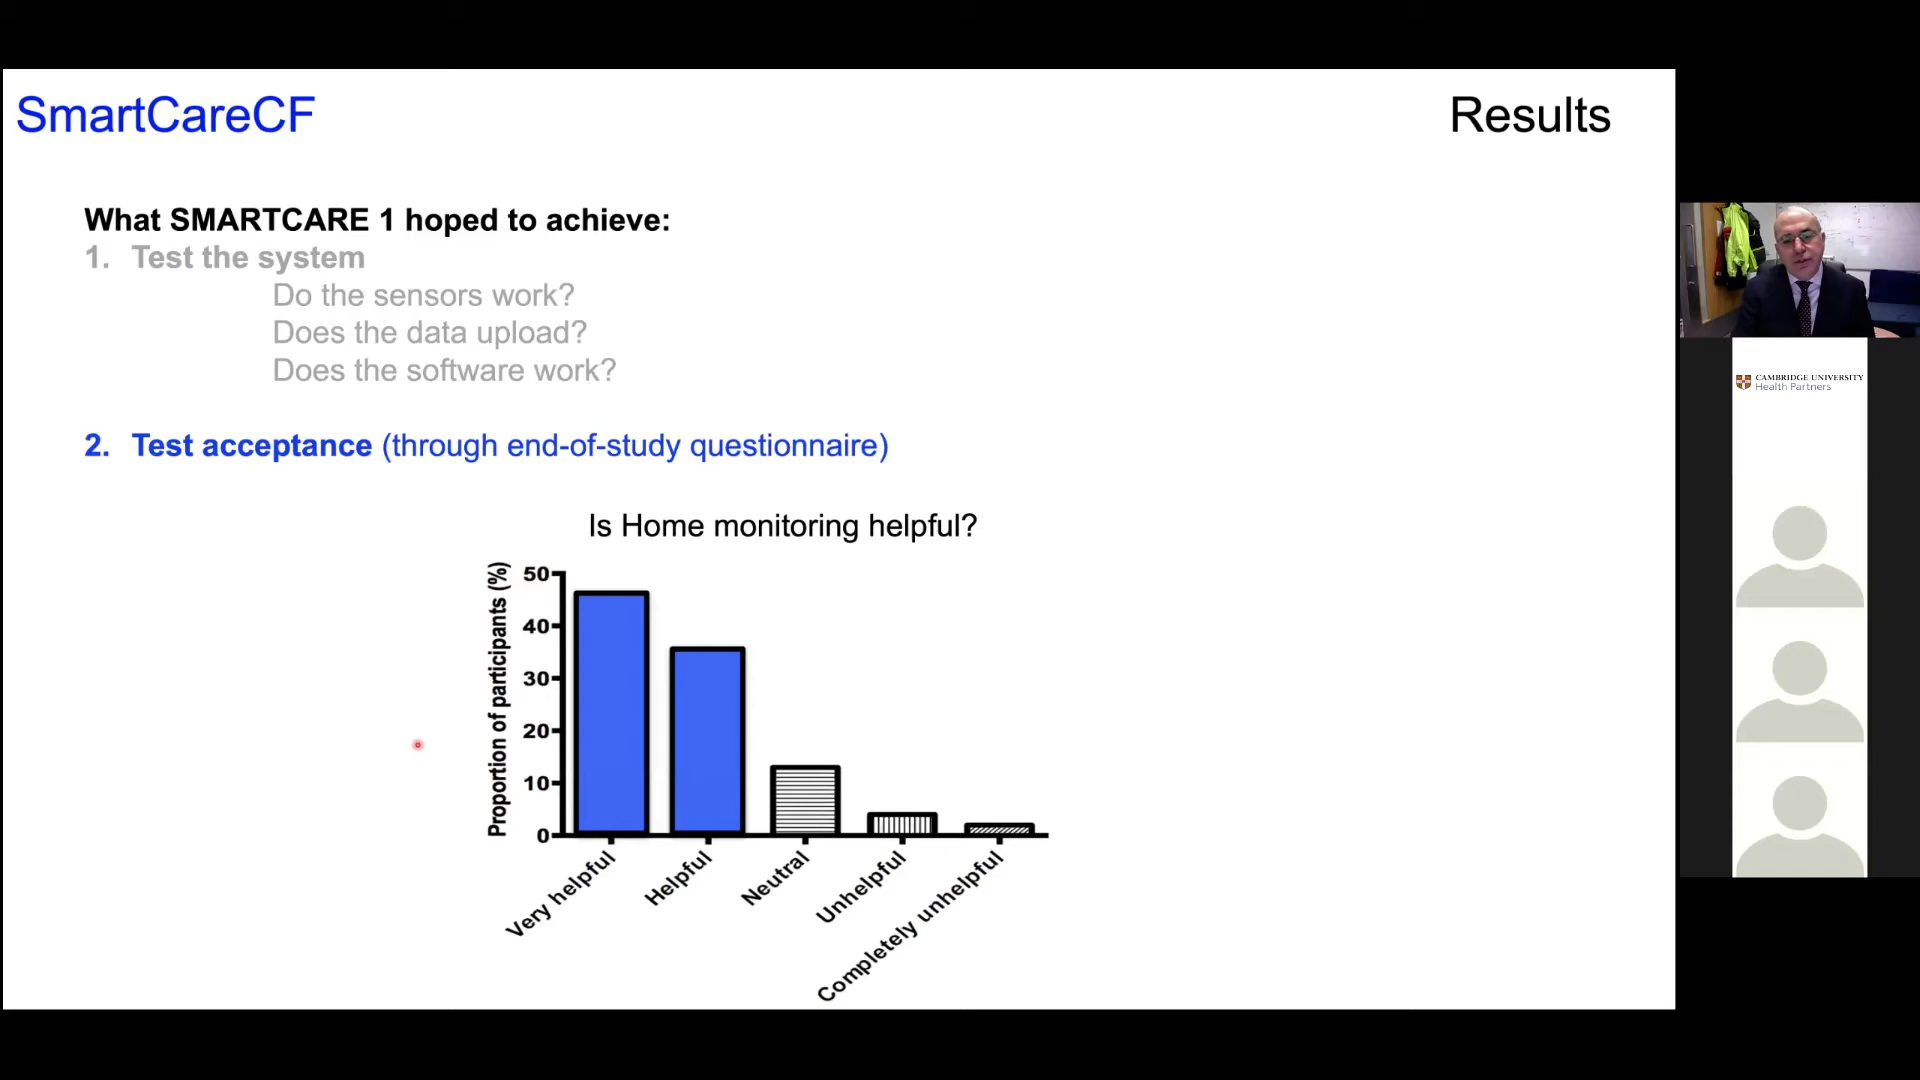 SmartCareCF
Results
What SMARTCARE 1 hoped to achieve:
1. Test the system
Do the sensors work?
Does the data upload?
Does the software work?
2. Test acceptance (through end-of-study questionnaire)
Is Home monitoring helpful?
Proportion of participants (%)
50
40
30
20
10
0
Very helpful
Helpful
Neutral
Unhelpful
Completely unhelpful
CAMBRIDGE UNIVERSITY
Health Partners